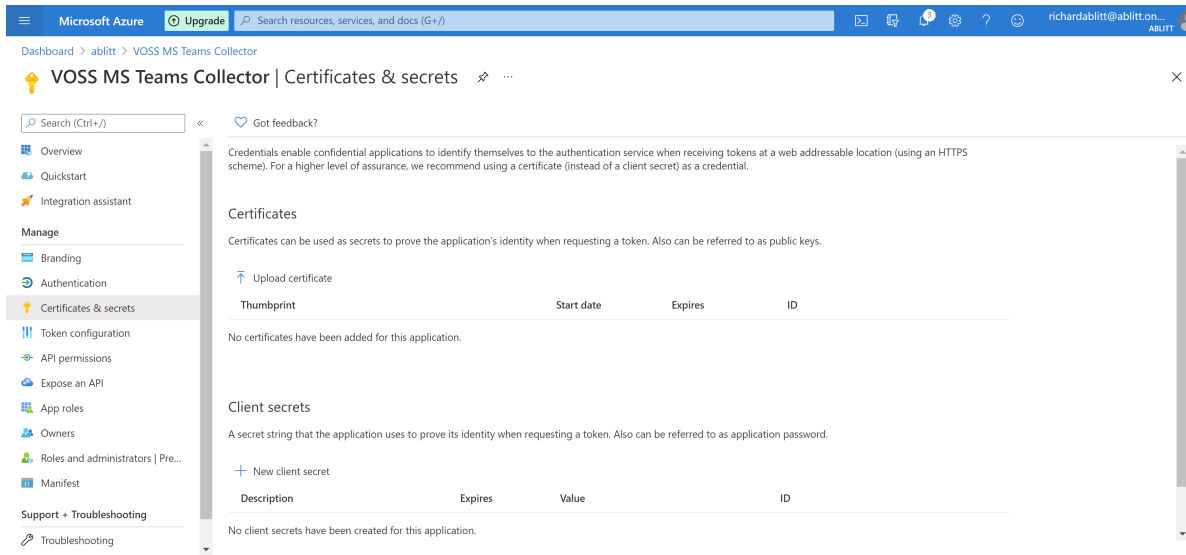 Microsoft Azure
Upgrade
Search resources, services, and docs (G+/)
3
richardablitt@ablitt.on...
ABLITT
Dashboard > ablitt > VOSS MS Teams Collector
VOSS MS Teams Collector | Certificates & secrets
Search (Ctrl+/)
Overview
Quickstart
Integration assistant
Manage
Branding
Authentication
Certificates & secrets
Token configuration
API permissions
Expose an API
App roles
Owners
Roles and administrators | Pre...
Manifest
Support + Troubleshooting
Troubleshooting
Got feedback?
Credentials enable confidential applications to identify themselves to the authentication service when receiving tokens at a web addressable location (using an HTTPS
scheme). For a higher level of assurance, we recommend using a certificate (instead of a client secret) as a credential.
Certificates
Certificates can be used as secrets to prove the application's identity when requesting a token. Also can be referred to as public keys.
Upload certificate
Thumbprint Start date Expires ID
No certificates have been added for this application.
Client secrets
A secret string that the application uses to prove its identity when requesting a token. Also can be referred to as application password.
New client secret
Description Expires Value ID
No client secrets have been created for this application.